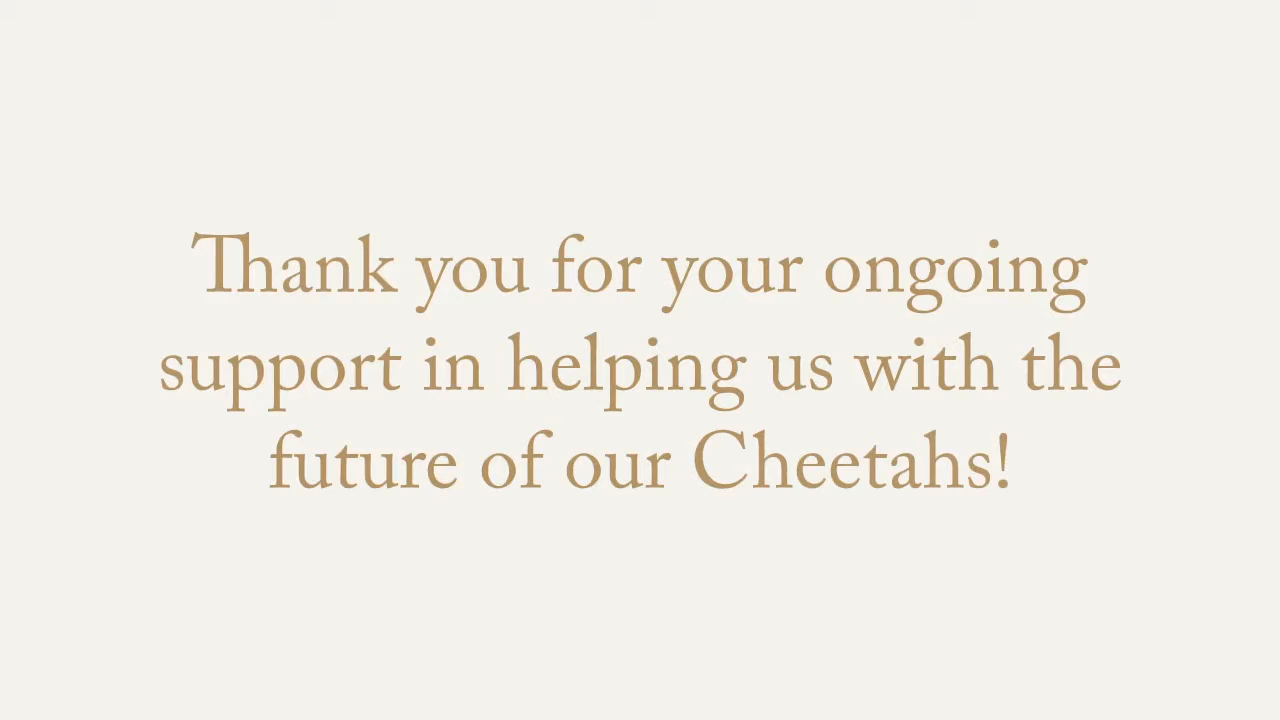 Thank you for your ongoing
support in helping us with the
future of our Cheetahs!